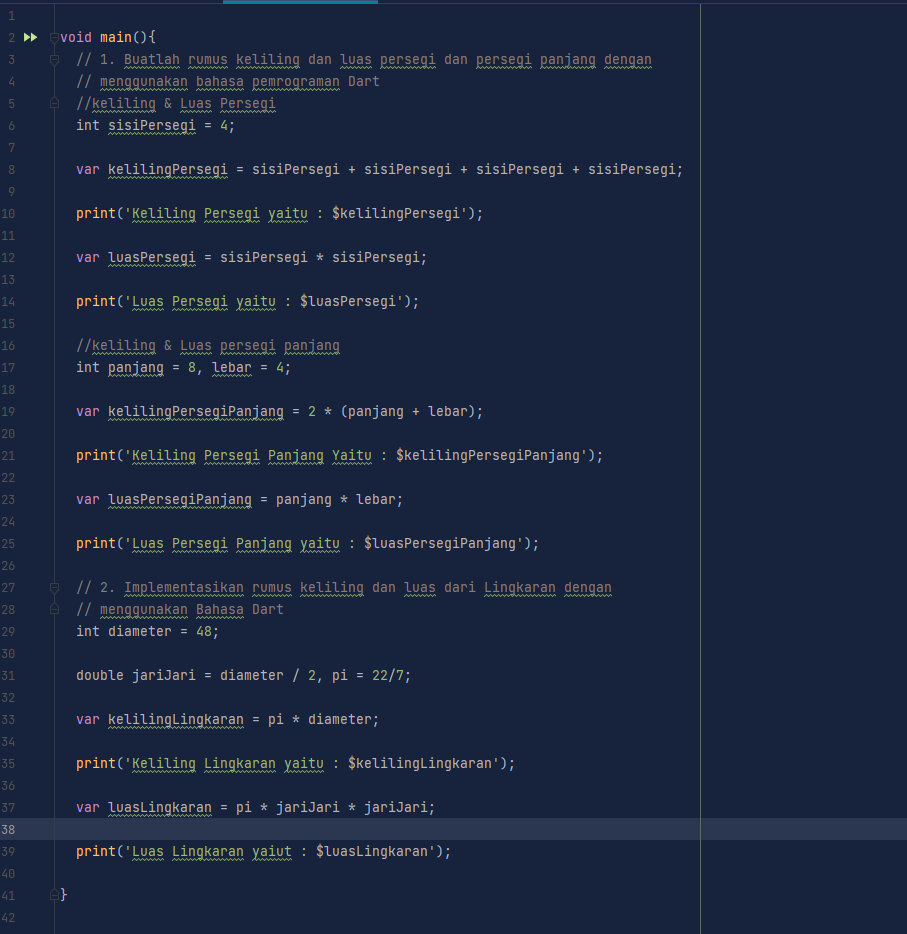 1
2 void main(){
3 // 1. Buatlah rumus keliling dan luas persegi dan persegi panjang dengan
4 // menggunakan bahasa pemrograman Dart
5 //keliling & Luas Persegi
6 int sisiPersegi = 4;
7
8 var kelilingPersegi = sisiPersegi + sisiPersegi + sisiPersegi + sisiPersegi;
9
10 print('Keliling Persegi yaitu : $kelilingPersegi');
11
12 var luasPersegi = sisiPersegi * sisiPersegi;
13
14 print('Luas Persegi yaitu : $luasPersegi');
15
16 //keliling & Luas persegi panjang
17 int panjang = 8, lebar = 4;
18
19 var kelilingPersegiPanjang = 2 * (panjang + lebar);
20
21 print('Keliling Persegi Panjang Yaitu : $kelilingPersegiPanjang');
22
23 var luasPersegiPanjang = panjang * lebar;
24
25 print('Luas Persegi Panjang yaitu : $luasPersegiPanjang');
26
27 // 2. Implementasikan rumus keliling dan luas dari Lingkaran dengan
28 // menggunakan Bahasa Dart
29 int diameter = 48;
30
31 double jariJari = diameter / 2, pi = 22/7;
32
33 var kelilingLingkaran = pi * diameter;
34
35 print('Keliling Lingkaran yaitu : $kelilingLingkaran');
36
37 var luasLingkaran = pi * jariJari * jariJari;
38
39 print('Luas Lingkaran yaiut : $luasLingkaran');
40
41 }
42